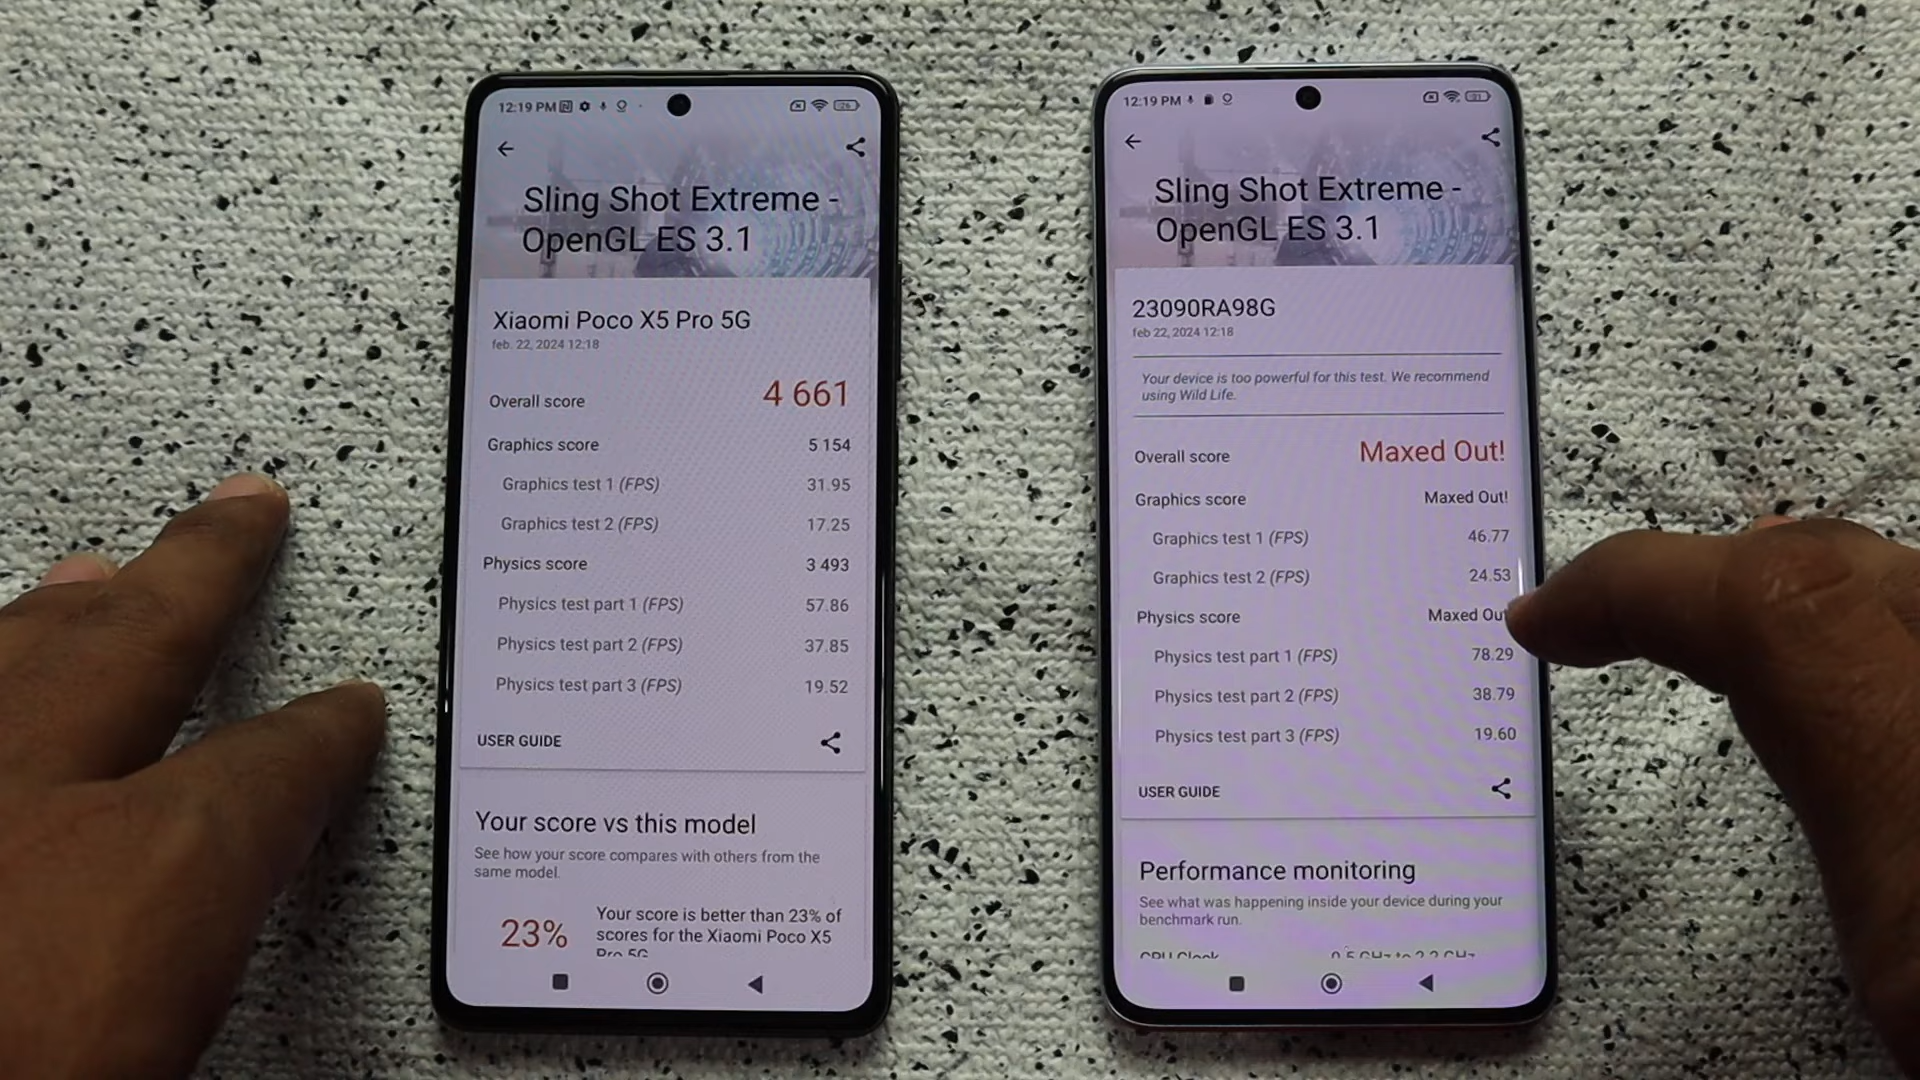 12:19 PM
26
Sling Shot Extreme -
OpenGL ES 3.1
Xiaomi Poco X5 Pro 5G
feb. 22, 2024 12:18
Overall score 4 661
Graphics score 5 154
Graphics test 1 (FPS) 31.95
Graphics test 2 (FPS) 17.25
Physics score 3 493
Physics test part 1 (FPS) 57.86
Physics test part 2 (FPS) 37.85
Physics test part 3 (FPS) 19.52
USER GUIDE
Your score vs this model
See how your score compares with others from the
same model.
23%
Your score is better than 23% of
scores for the Xiaomi Poco X5
Pro 5G
12:19 PM
Sling Shot Extreme -
OpenGL ES 3.1
23090RA98G
feb 22, 2024 12:18
Your device is too powerful for this test. We recommend
using Wild Life.
Overall score Maxed Out!
Graphics score Maxed Out!
Graphics test 1 (FPS) 46.77
Graphics test 2 (FPS) 24.53
Physics score Maxed Out
Physics test part 1 (FPS) 78.29
Physics test part 2 (FPS) 38.79
Physics test part 3 (FPS) 19.60
USER GUIDE
Performance monitoring
See what was happening inside your device during your
benchmark run.
CPU Clock